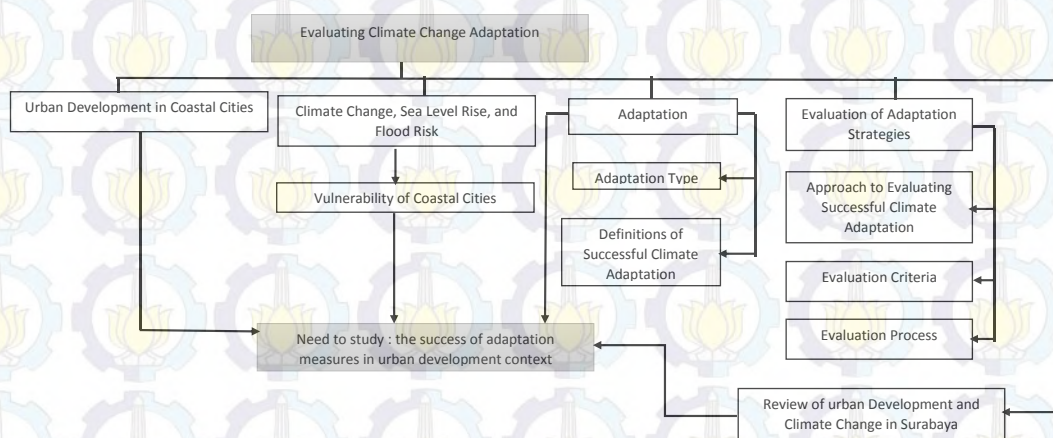 Evaluating Climate Change Adaptation
Urban Development in Coastal Cities
Climate Change, Sea Level Rise, and
Flood Risk
Adaptation
Evaluation of Adaptation
Strategies
Adaptation Type
Approach to Evaluating
Successful Climate
Adaptation
Vulnerability of Coastal Cities
Definitions of
Successful Climate
Adaptation
Evaluation Criteria
Evaluation Process
Need to study : the success of adaptation
measures in urban development context
Review of urban Development and
Climate Change in Surabaya